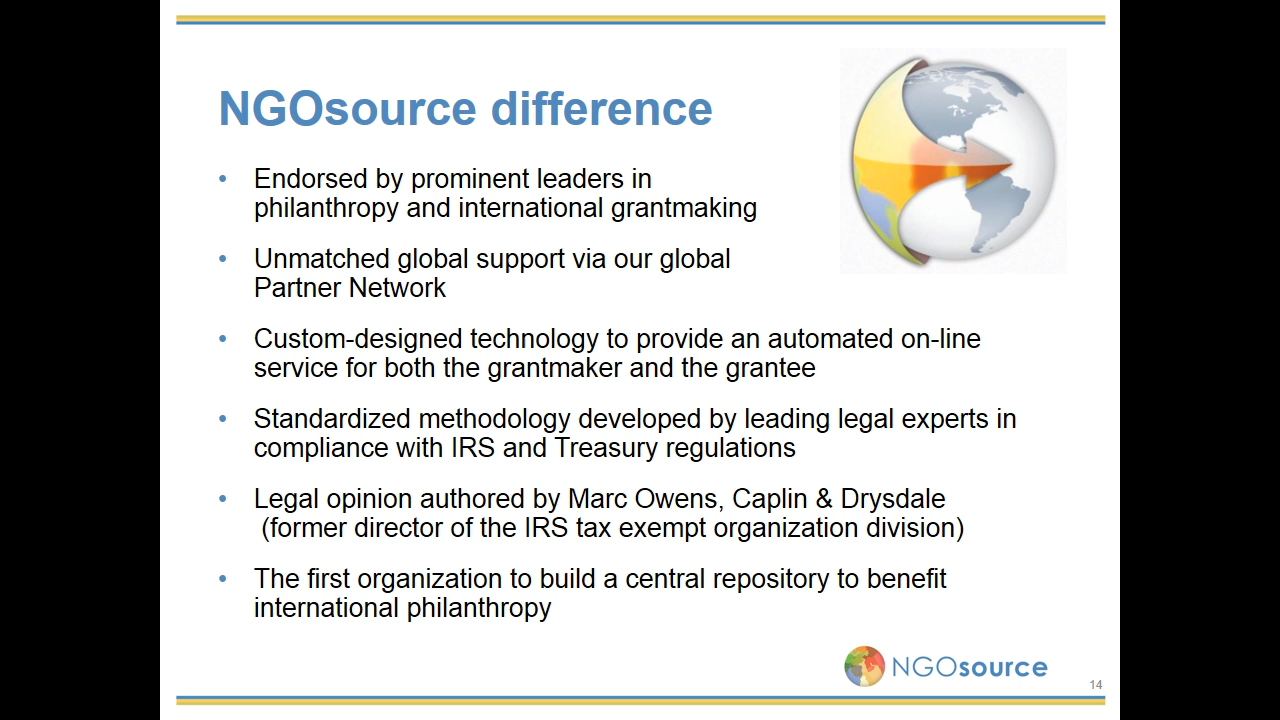 NGOsource difference
• Endorsed by prominent leaders in
philanthropy and international grantmaking
• Unmatched global support via our global
Partner Network
• Custom-designed technology to provide an automated on-line
service for both the grantmaker and the grantee
• Standardized methodology developed by leading legal experts in
compliance with IRS and Treasury regulations
• Legal opinion authored by Marc Owens, Caplin & Drysdale
(former director of the IRS tax exempt organization division)
• The first organization to build a central repository to benefit
international philanthropy
NGOsource
14